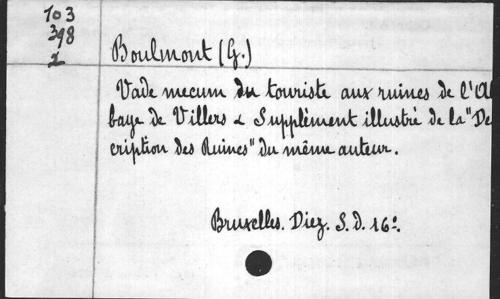 103
398
2
Boulmont (G.)
Vade mecum du touriste aux ruines de l'Ab
baye de Villers & Supplément illustré de la "Des
cription des Ruines" du même auteur.
Bruxelles. Diez. S.d. 16º.